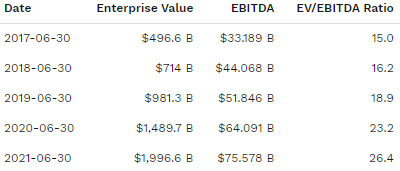 Date Enterprise Value EBITDA EV/EBITDA Ratio
2017-06-30 $496.6 B $33.189 B 15.0
2018-06-30 $714 B $44.068 B 16.2
2019-06-30 $981.3 B $51.846 B 18.9
2020-06-30 $1,489.7 B $64.091 B 23.2
2021-06-30 $1,996.6 B $75.578 B 26.4